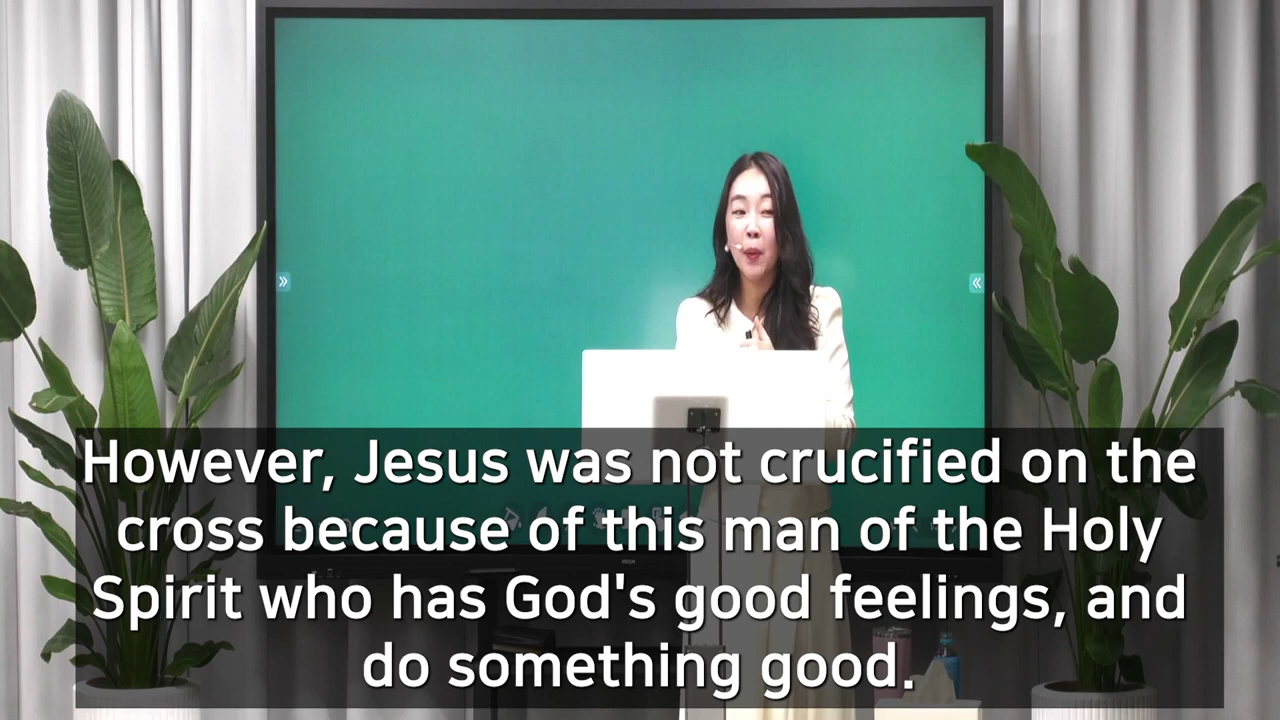 However, Jesus was not crucified on the
cross because of this man of the Holy
Spirit who has God's good feelings, and
do something good.